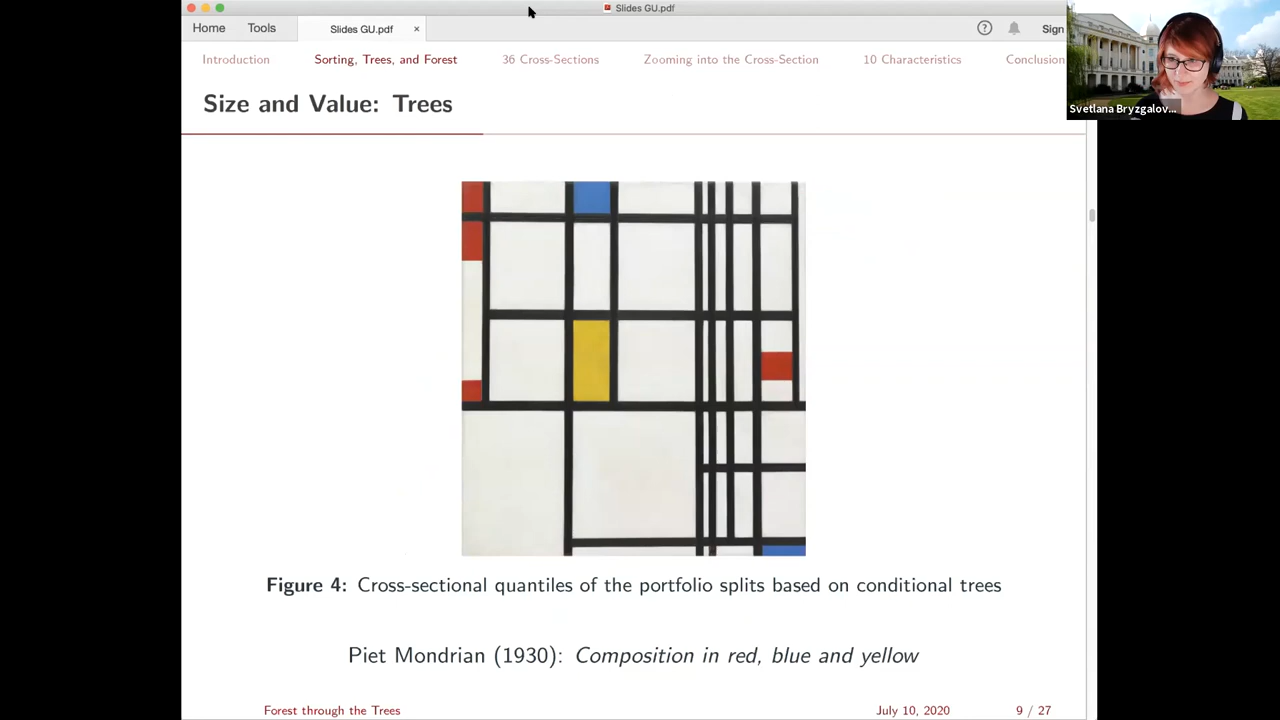 Slides GU.pdf
Home Tools Slides GU.pdf × ? Sign
Svetlana Bryzgalov...
Introduction Sorting, Trees, and Forest 36 Cross-Sections Zooming into the Cross-Section 10 Characteristics Conclusion
Size and Value: Trees
Figure 4: Cross-sectional quantiles of the portfolio splits based on conditional trees
Piet Mondrian (1930): Composition in red, blue and yellow
Forest through the Trees July 10, 2020 9 / 27